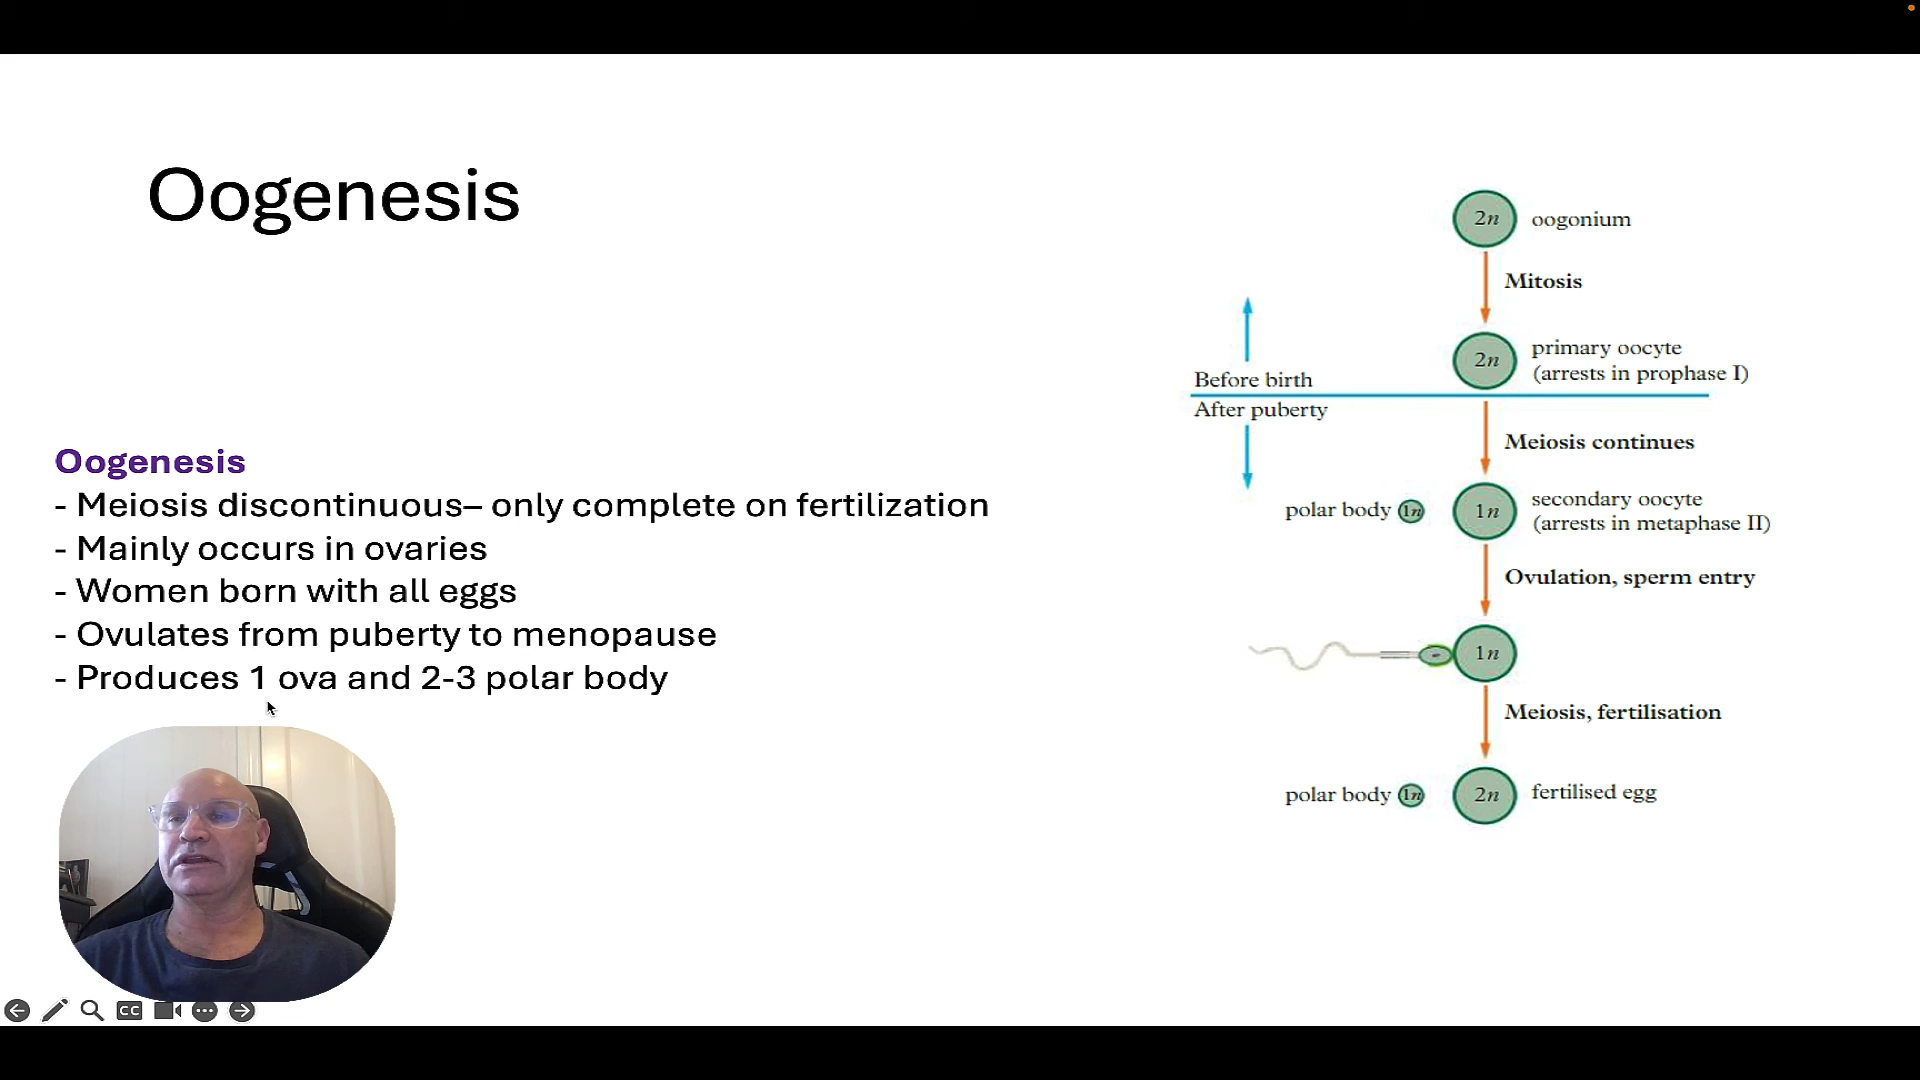 Oogenesis
Oogenesis
- Meiosis discontinuous– only complete on fertilization
- Mainly occurs in ovaries
- Women born with all eggs
- Ovulates from puberty to menopause
- Produces 1 ova and 2-3 polar body
2n oogonium
Mitosis
2n primary oocyte
(arrests in prophase I)
Before birth
After puberty
Meiosis continues
polar body 1n 1n secondary oocyte
(arrests in metaphase II)
Ovulation, sperm entry
1n
Meiosis, fertilisation
polar body 1n 2n fertilised egg
CC